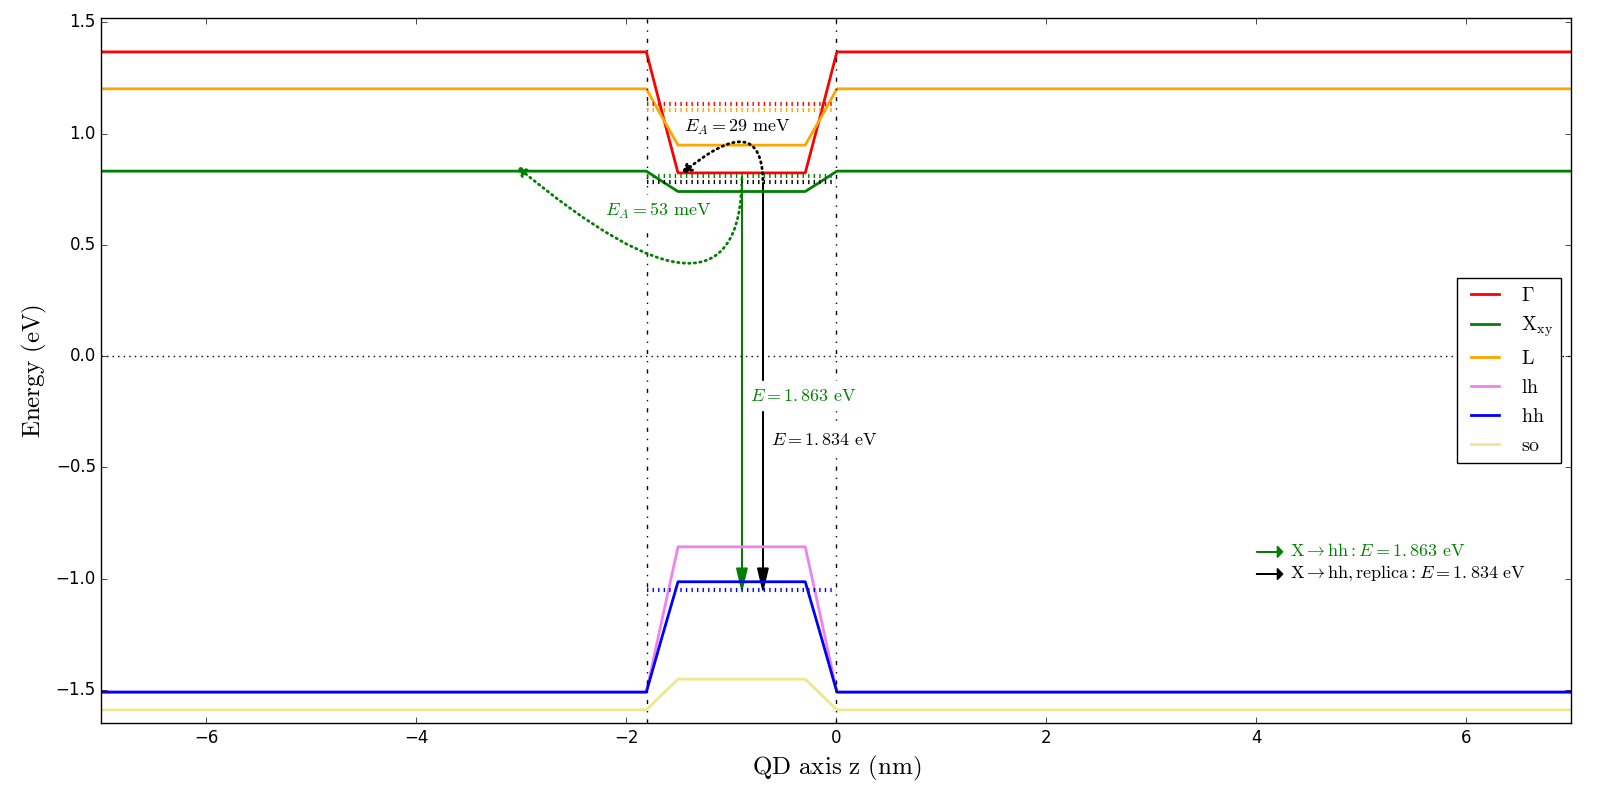 1.5
1.0
0.5
0.0
−0.5
−1.0
−1.5
Energy (eV)
E_A = 29 meV
E_A = 53 meV
E = 1.863 eV
E = 1.834 eV
Γ
X_xy
L
lh
hh
so
X → hh : E = 1.863 eV
X → hh, replica : E = 1.834 eV
−6 −4 −2 0 2 4 6
QD axis z (nm)